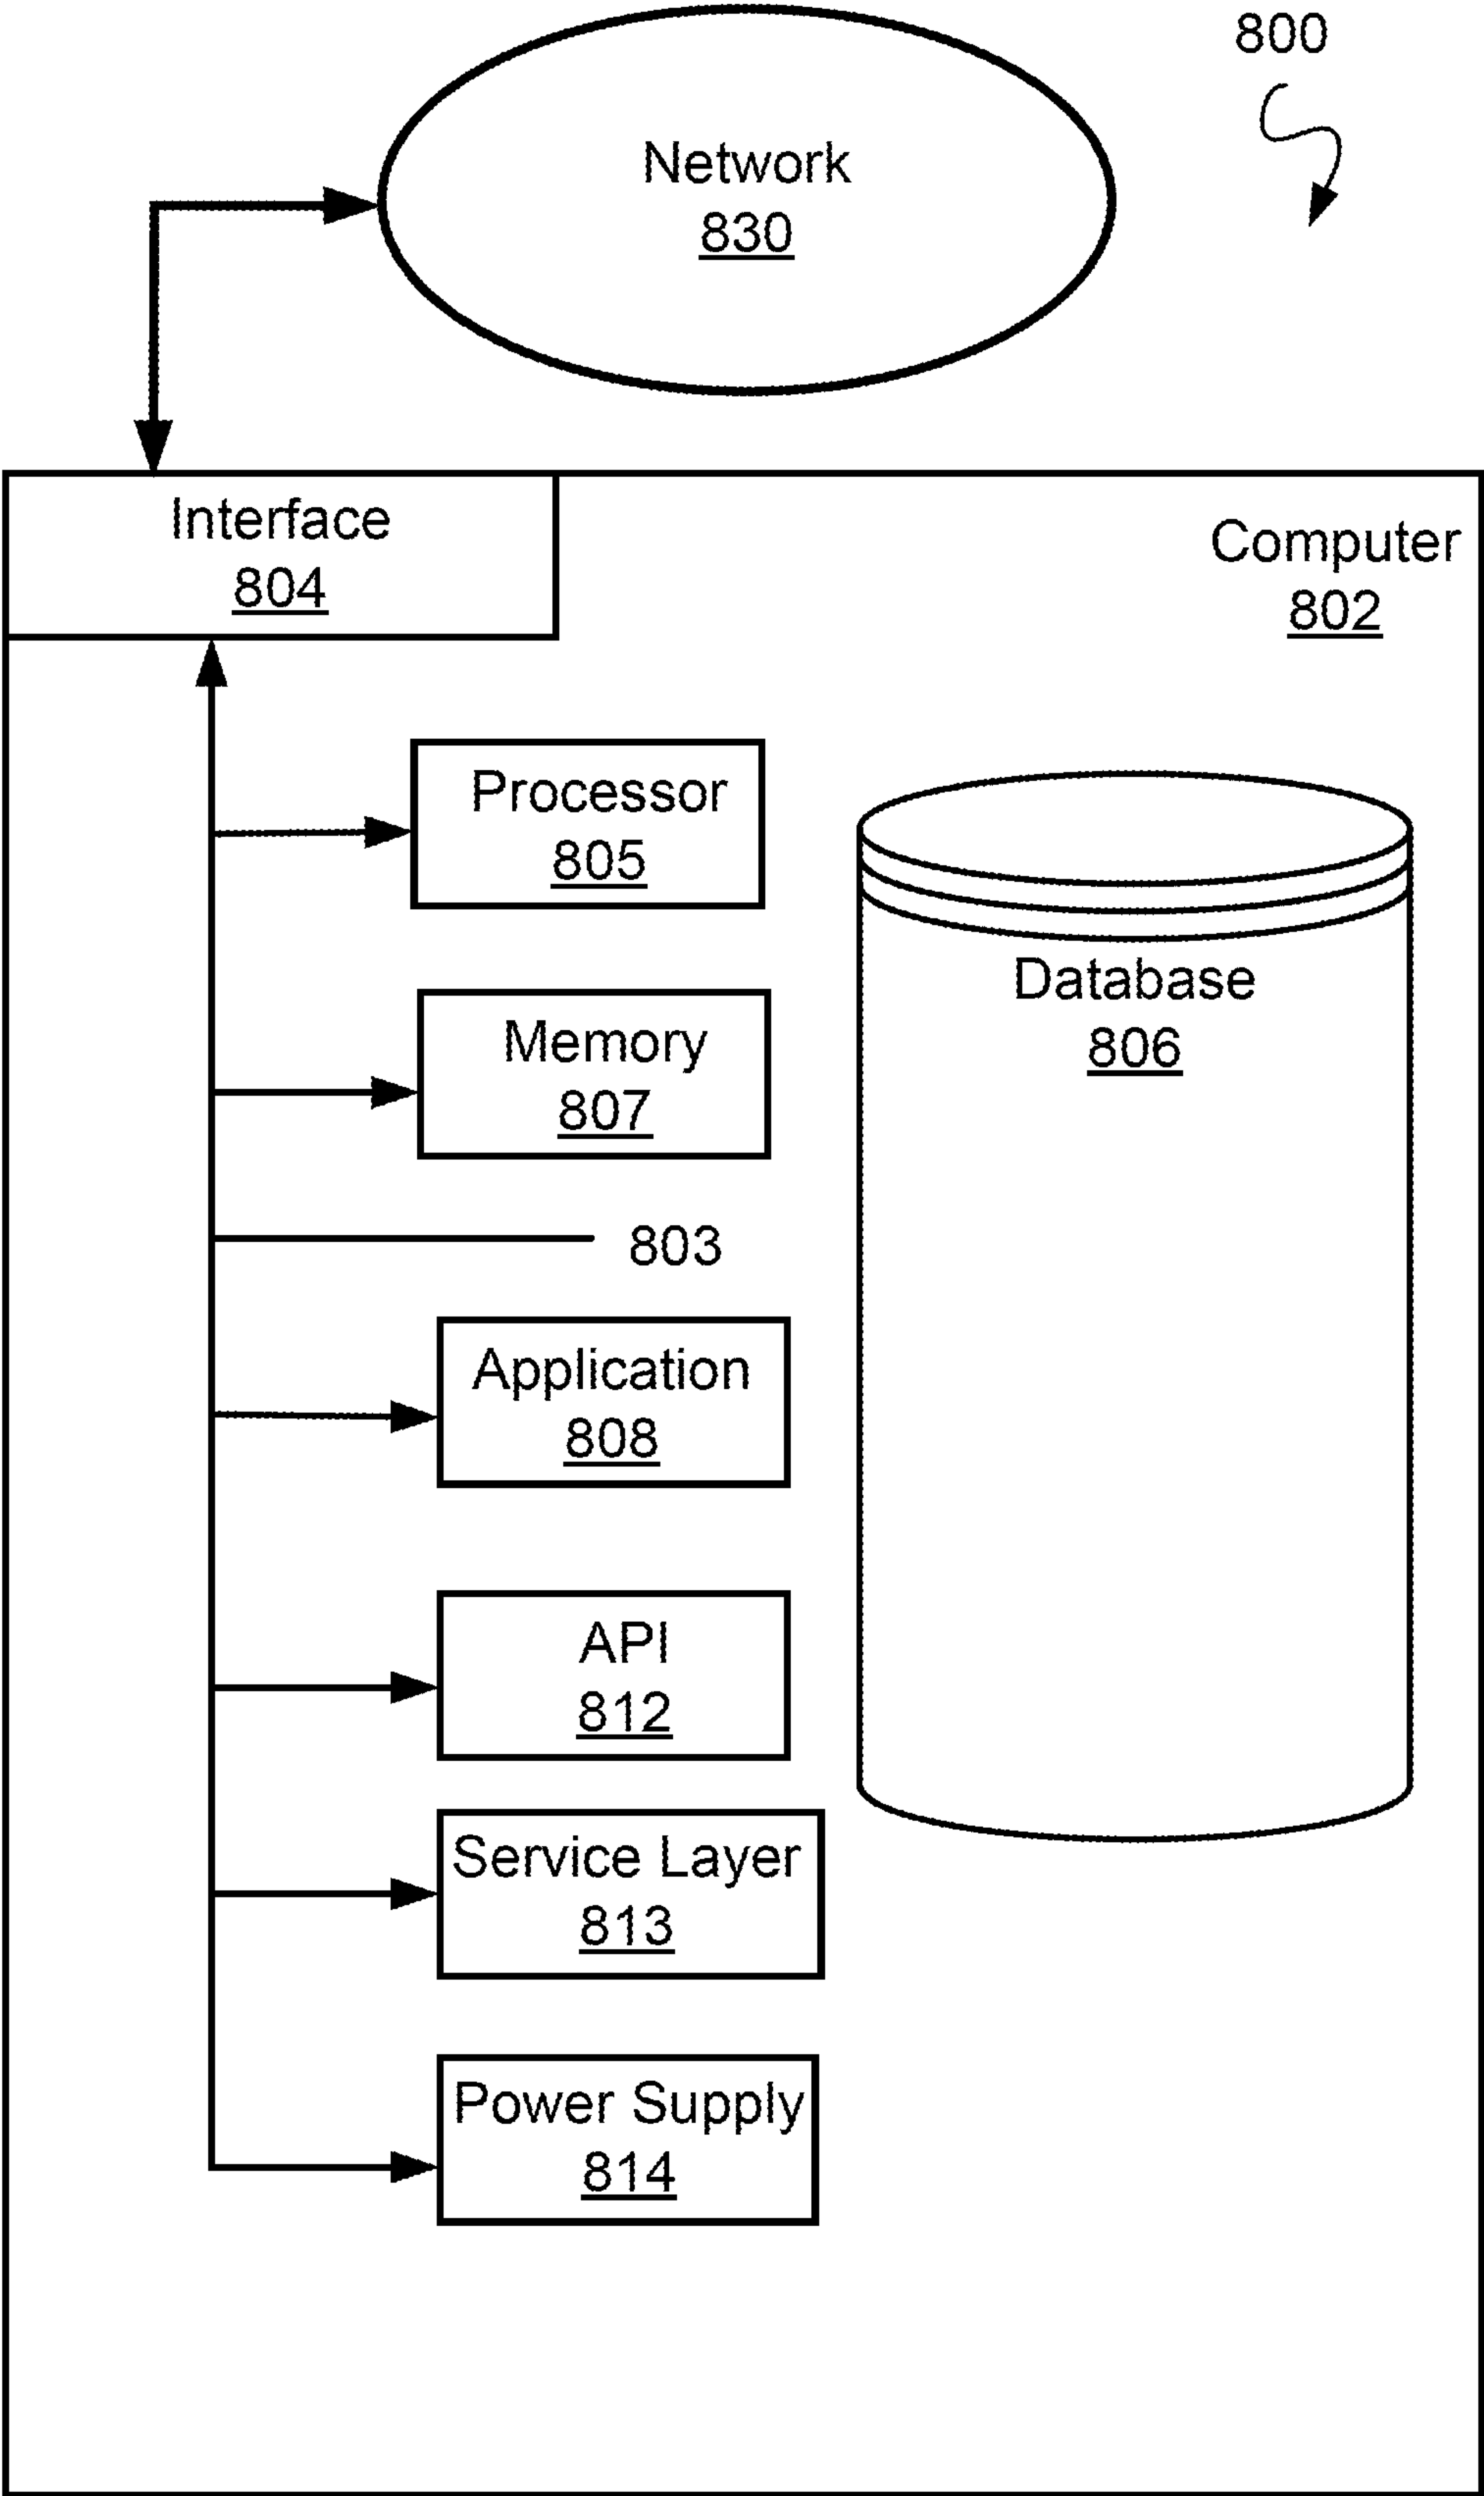 800
Network
830
Interface
804
Computer
802
Processor
805
Database
806
Memory
807
803
Application
808
API
812
Service Layer
813
Power Supply
814